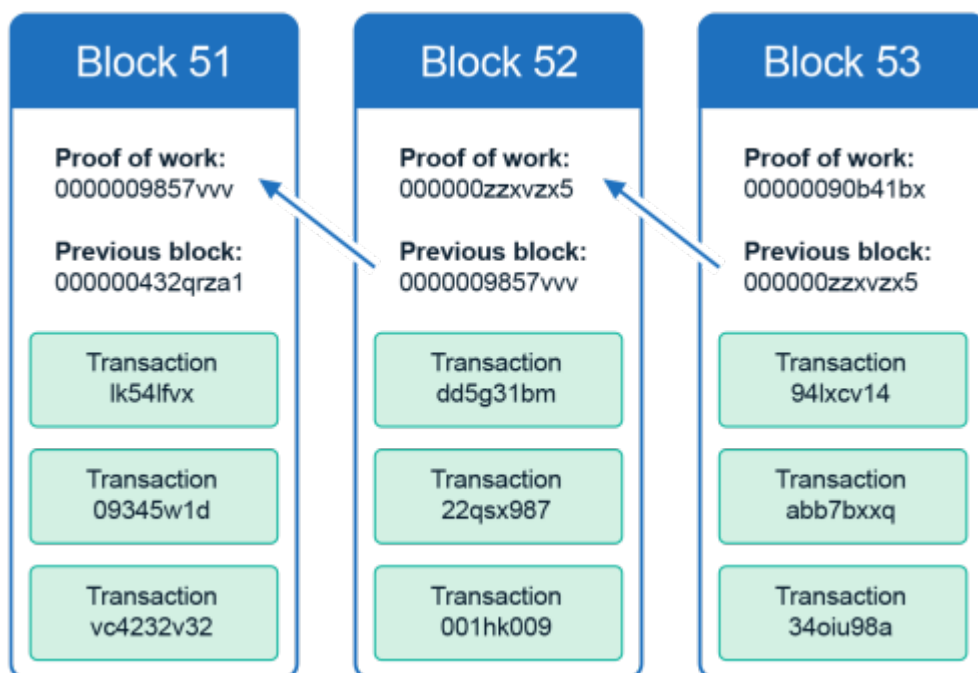 Block 51
Proof of work:
0000009857vvv
Previous block:
000000432qrza1
Transaction
lk54lfvx
Transaction
09345w1d
Transaction
vc4232v32
Block 52
Proof of work:
000000zzxvzx5
Previous block:
0000009857vvv
Transaction
dd5g31bm
Transaction
22qsx987
Transaction
001hk009
Block 53
Proof of work:
00000090b41bx
Previous block:
000000zzxvzx5
Transaction
94lxcv14
Transaction
abb7bxxq
Transaction
34oiu98a